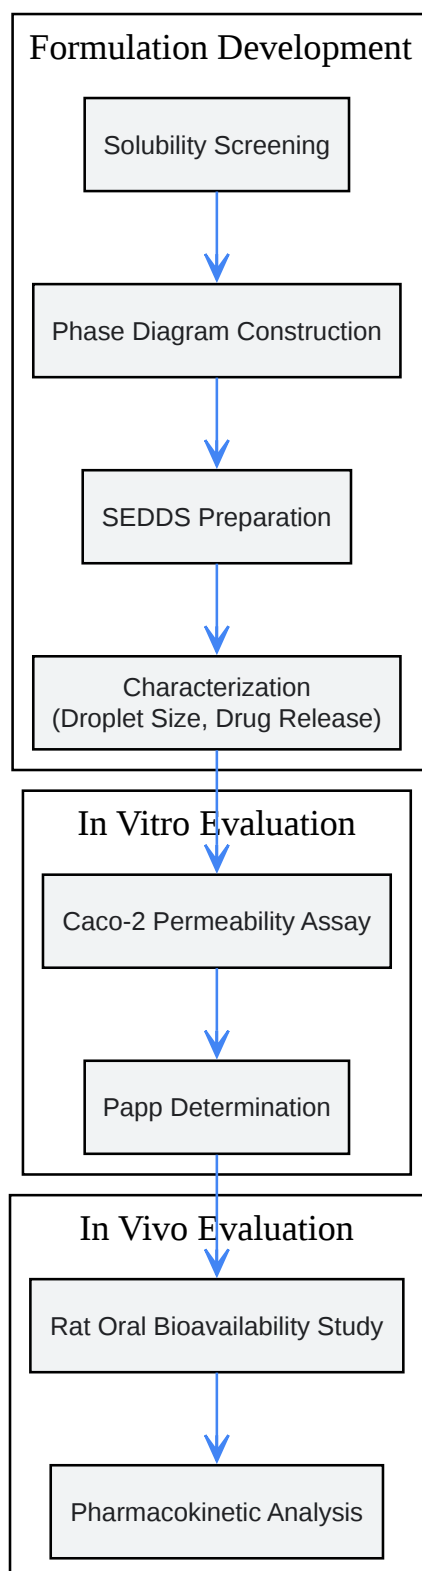 Formulation Development
Solubility Screening
Phase Diagram Construction
SEDDS Preparation
Characterization
(Droplet Size, Drug Release)
In Vitro Evaluation
Caco-2 Permeability Assay
Papp Determination
In Vivo Evaluation
Rat Oral Bioavailability Study
Pharmacokinetic Analysis